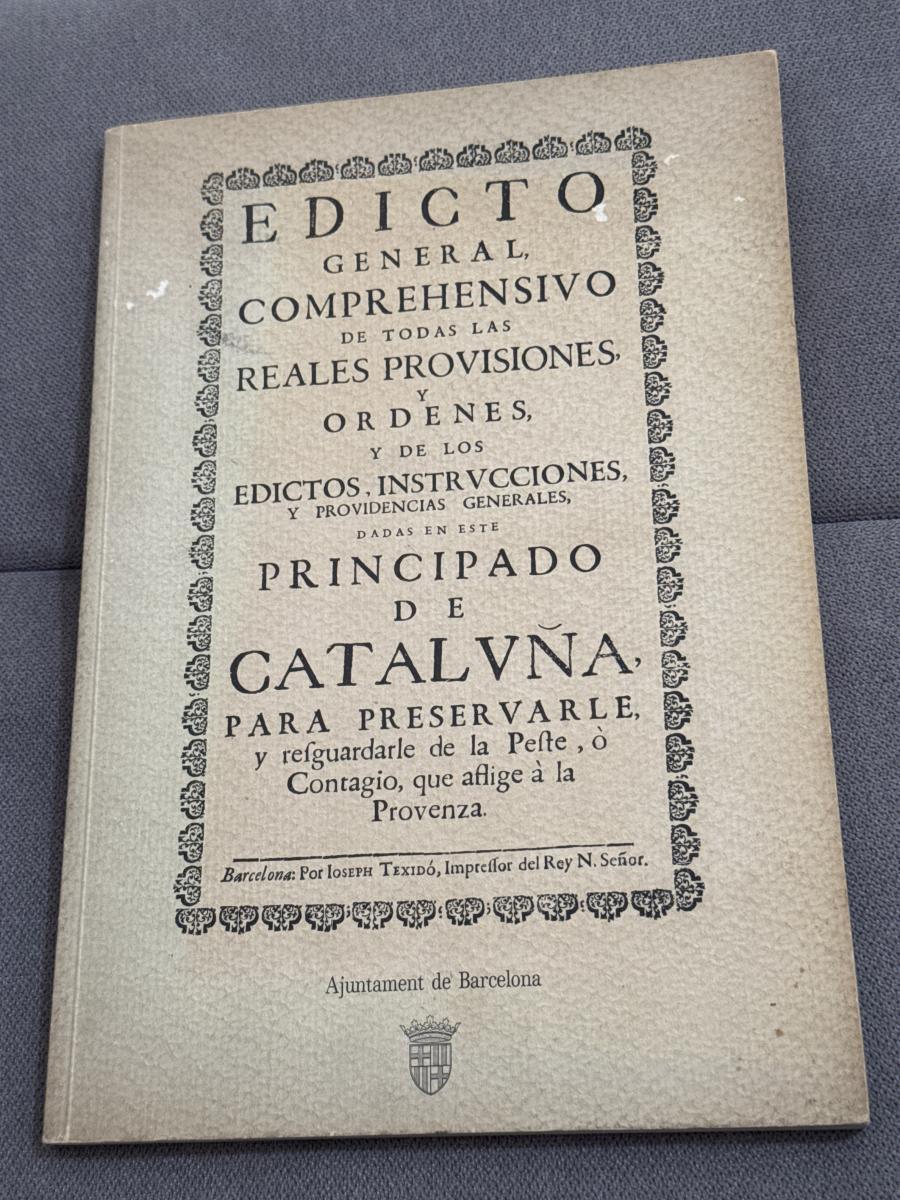 EDICTO
GENERAL,
COMPREHENSIVO
DE TODAS LAS
REALES PROVISIONES,
Y
ORDENES,
Y DE LOS
EDICTOS, INSTRVCCIONES,
Y PROVIDENCIAS GENERALES,
DADAS EN ESTE
PRINCIPADO
DE
CATALVÑA,
PARA PRESERVARLE,
y reſguardarle de la Peſte, ò
Contagio, que aflige à la
Provenza.
Barcelona: Por IOSEPH TEXIDÓ, Impreſſor del Rey N. Señor.
Ajuntament de Barcelona